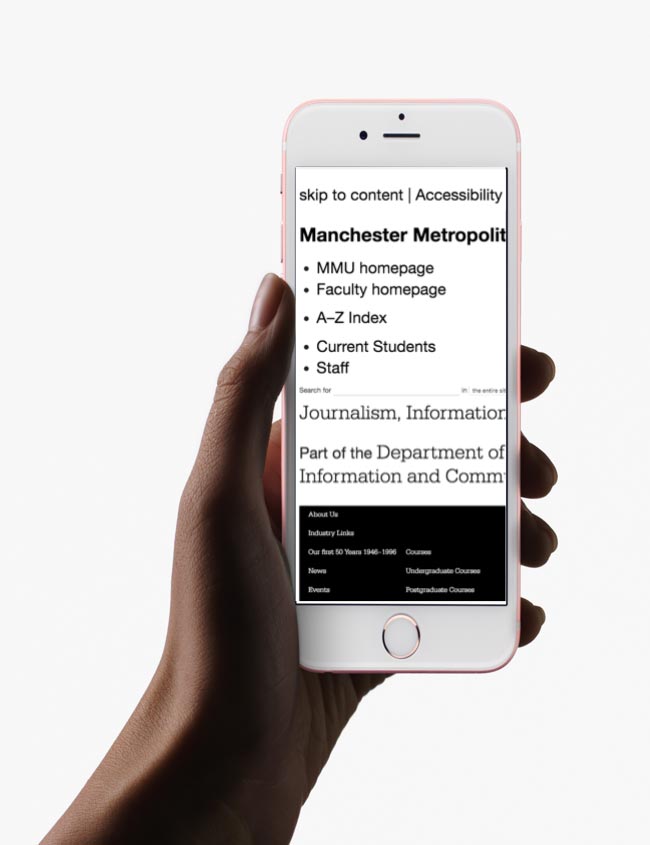 skip to content | Accessibility
Manchester Metropolit
• MMU homepage
• Faculty homepage
• A–Z Index
• Current Students
• Staff
Search for in the entire sit
Journalism, Information
Part of the Department of
Information and Comm
About Us
Industry Links
Our first 50 Years 1946–1996 Courses
News Undergraduate Courses
Events Postgraduate Courses